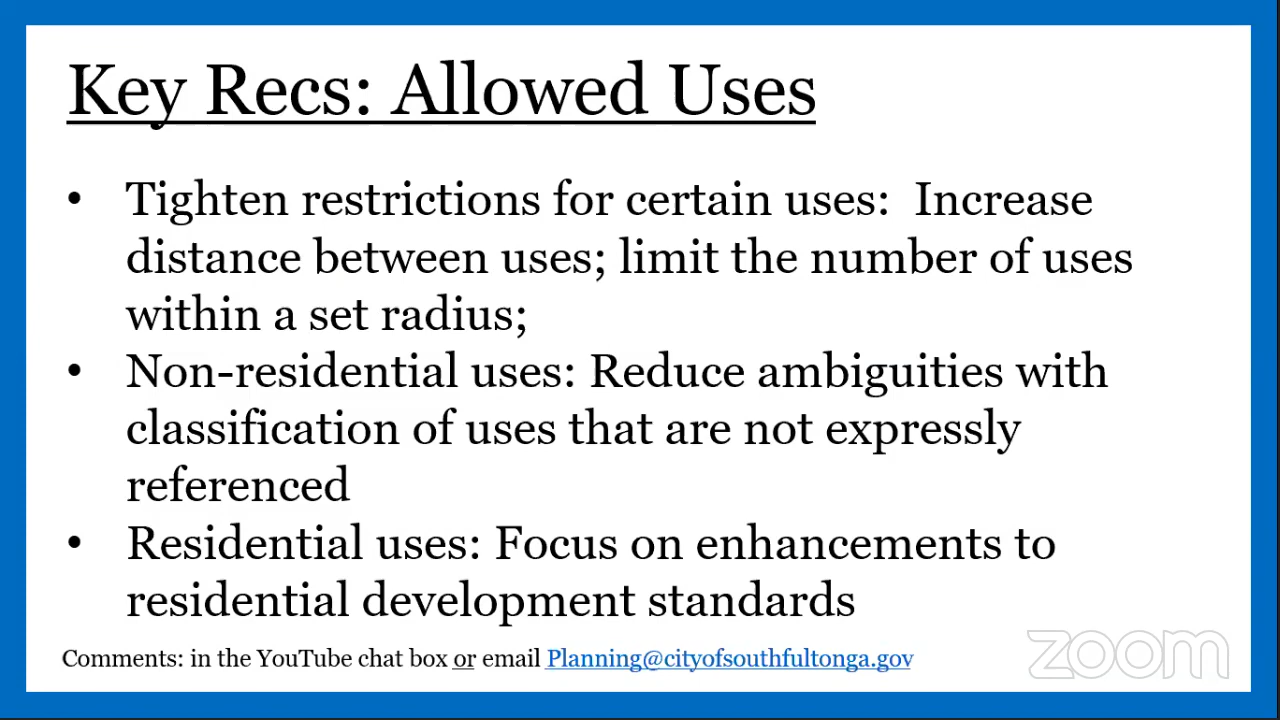 Key Recs: Allowed Uses
• Tighten restrictions for certain uses:  Increase
distance between uses; limit the number of uses
within a set radius;
• Non-residential uses: Reduce ambiguities with
classification of uses that are not expressly
referenced
• Residential uses: Focus on enhancements to
residential development standards
Comments: in the YouTube chat box or email Planning@cityofsouthfultonga.gov
zoom